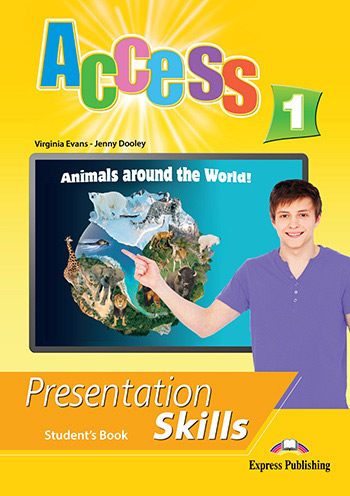 Access 1
Virginia Evans - Jenny Dooley
Animals around the World!
Presentation
Skills
Student's Book
Express Publishing